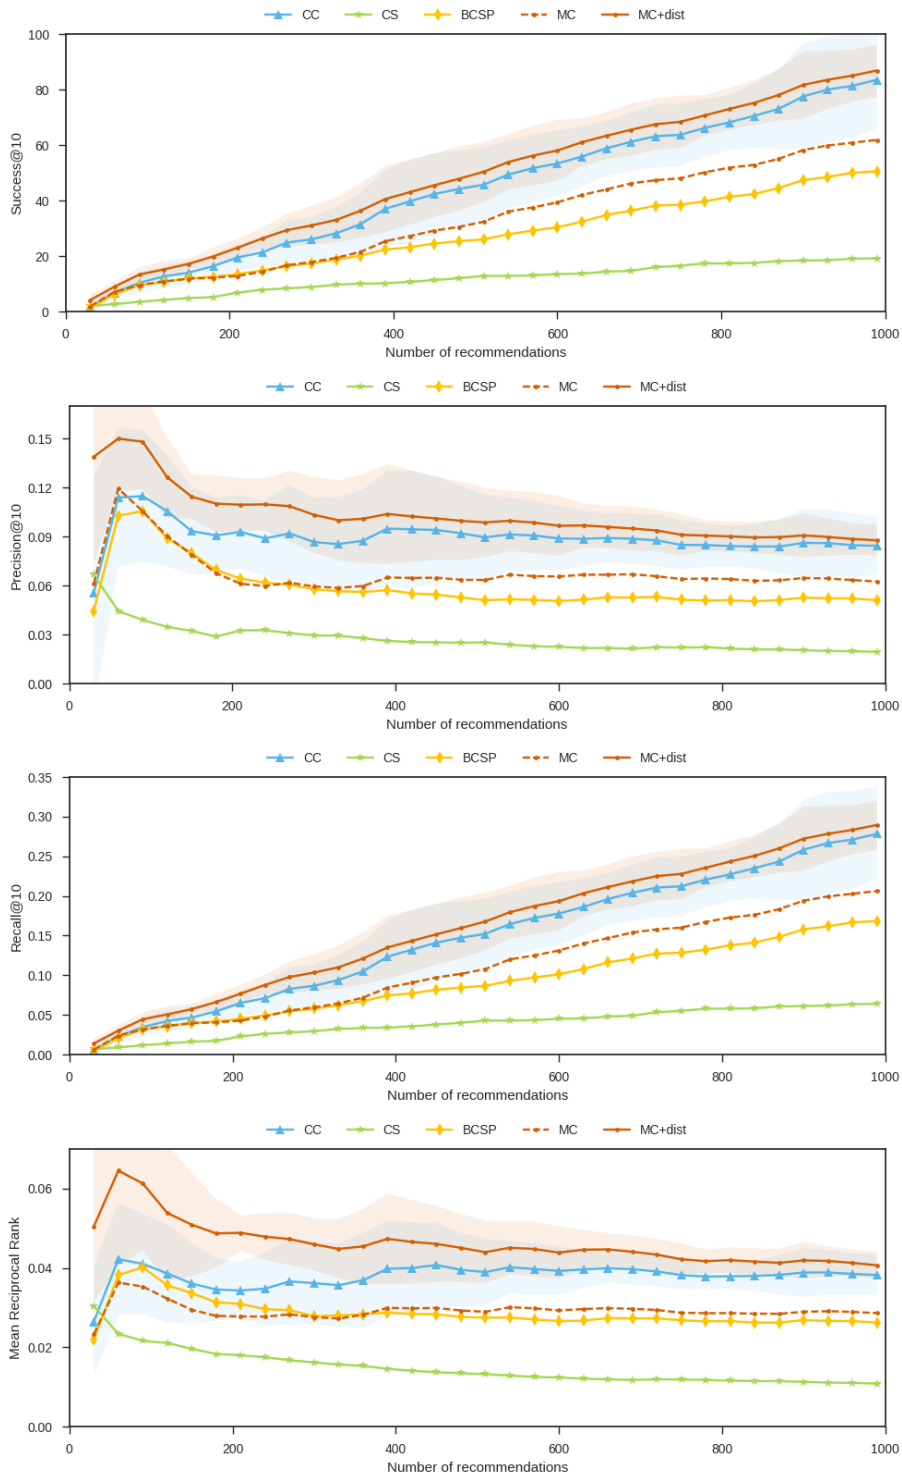 CC CS BCSP MC MC+dist
100
80
60
40
20
0
Success@10
0 200 400 600 800 1000
Number of recommendations
CC CS BCSP MC MC+dist
0.15
0.12
0.09
0.06
0.03
0.00
Precision@10
0 200 400 600 800 1000
Number of recommendations
CC CS BCSP MC MC+dist
0.35
0.30
0.25
0.20
0.15
0.10
0.05
0.00
Recall@10
0 200 400 600 800 1000
Number of recommendations
CC CS BCSP MC MC+dist
0.06
0.04
0.02
0.00
Mean Reciprocal Rank
0 200 400 600 800 1000
Number of recommendations